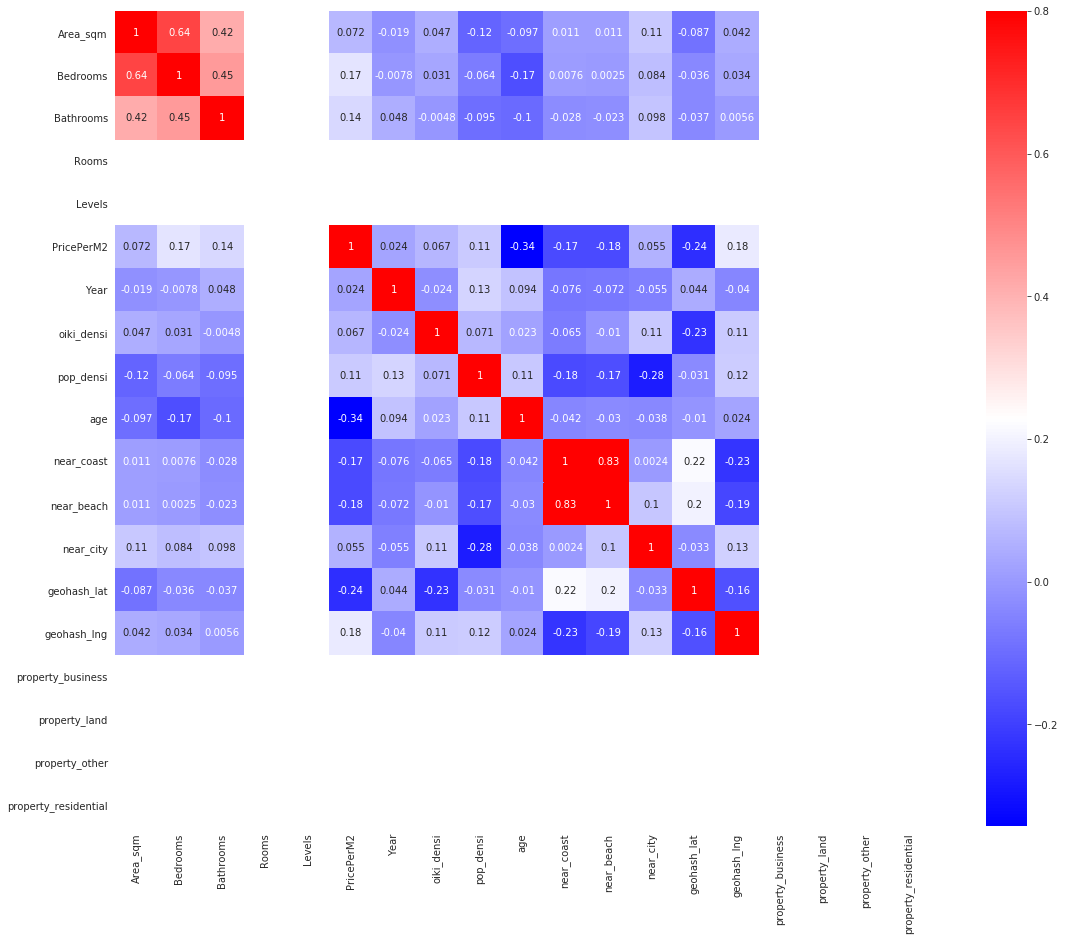 Area_sqm 1 0.64 0.42 0.072 -0.019 0.047 -0.12 -0.097 0.011 0.011 0.11 -0.087 0.042
Bedrooms 0.64 1 0.45 0.17 -0.0078 0.031 -0.064 -0.17 0.0076 0.0025 0.084 -0.036 0.034
Bathrooms 0.42 0.45 1 0.14 0.048 -0.0048 -0.095 -0.1 -0.028 -0.023 0.098 -0.037 0.0056
Rooms
Levels
PricePerM2 0.072 0.17 0.14 1 0.024 0.067 0.11 -0.34 -0.17 -0.18 0.055 -0.24 0.18
Year -0.019 -0.0078 0.048 0.024 1 -0.024 0.13 0.094 -0.076 -0.072 -0.055 0.044 -0.04
oiki_densi 0.047 0.031 -0.0048 0.067 -0.024 1 0.071 0.023 -0.065 -0.01 0.11 -0.23 0.11
pop_densi -0.12 -0.064 -0.095 0.11 0.13 0.071 1 0.11 -0.18 -0.17 -0.28 -0.031 0.12
age -0.097 -0.17 -0.1 -0.34 0.094 0.023 0.11 1 -0.042 -0.03 -0.038 -0.01 0.024
near_coast 0.011 0.0076 -0.028 -0.17 -0.076 -0.065 -0.18 -0.042 1 0.83 0.0024 0.22 -0.23
near_beach 0.011 0.0025 -0.023 -0.18 -0.072 -0.01 -0.17 -0.03 0.83 1 0.1 0.2 -0.19
near_city 0.11 0.084 0.098 0.055 -0.055 0.11 -0.28 -0.038 0.0024 0.1 1 -0.033 0.13
geohash_lat -0.087 -0.036 -0.037 -0.24 0.044 -0.23 -0.031 -0.01 0.22 0.2 -0.033 1 -0.16
geohash_lng 0.042 0.034 0.0056 0.18 -0.04 0.11 0.12 0.024 -0.23 -0.19 0.13 -0.16 1
property_business
property_land
property_other
property_residential
Area_sqm
Bedrooms
Bathrooms
Rooms
Levels
PricePerM2
Year
oiki_densi
pop_densi
age
near_coast
near_beach
near_city
geohash_lat
geohash_lng
property_business
property_land
property_other
property_residential
0.8
0.6
0.4
0.2
0.0
−0.2